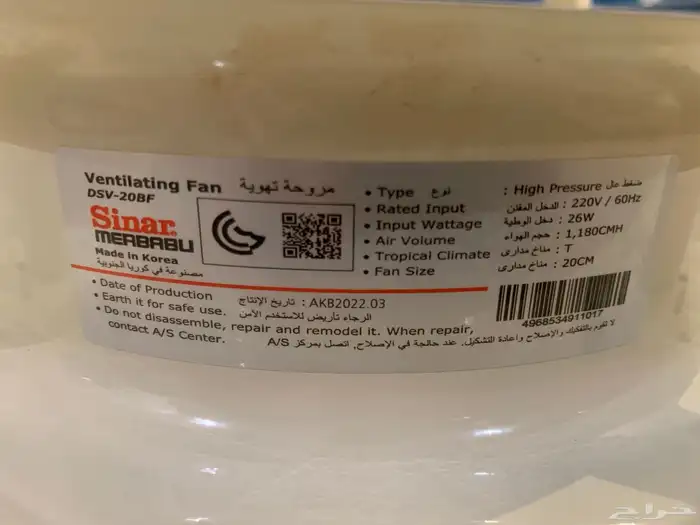 Ventilating Fan مروحة تهوية
DSV-20BF
Sinar
MERBABU
Made in Korea
مصنوعة في كوريا الجنوبية
• Type نوع : High Pressure ضغط عال
• Rated Input : 220V / 60Hz الدخل المقنن
• Input Wattage : 26W دخل الوطية
• Air Volume : 1,180CMH حجم الهواء
• Tropical Climate : T مناخ مدارى
• Fan Size : 20CM مناخ مدارى
• Date of Production تاريخ الإنتاج : AKB2022.03
• Earth it for safe use. الرجاء تأريض للاستخدم الآمن
• Do not disassemble, repair and remodel it. When repair,
contact A/S Center.
لا تقوم بالتفكيك والإصلاح وإعادة التشكيل. عند حالجة في الإصلاح, اتصل بمركز A/S
4968534911017
حراج